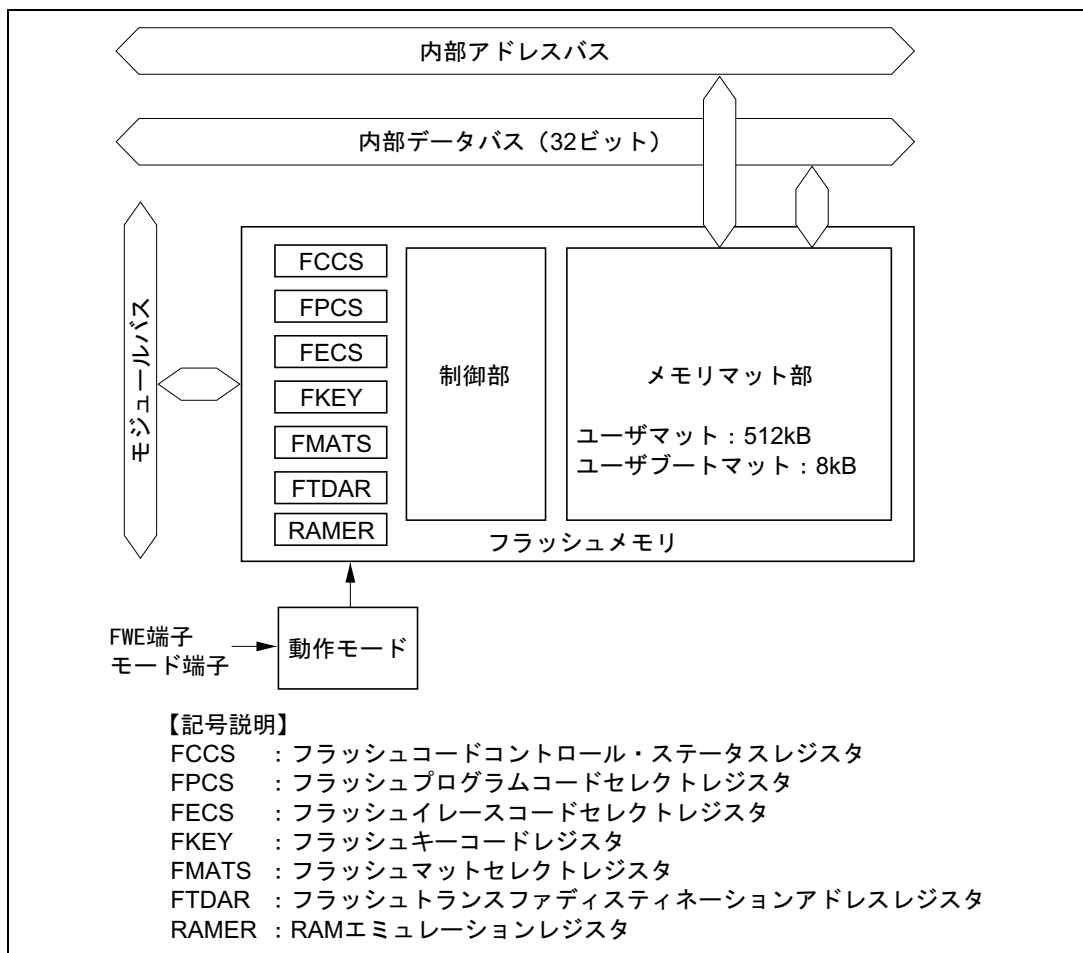 内部アドレスバス
内部データバス（32ビット）
モジュールバス
FCCS
FPCS
FECS
FKEY
FMATS
FTDAR
RAMER
制御部
メモリマット部
ユーザマット：512kB
ユーザブートマット：8kB
フラッシュメモリ
FWE端子
モード端子
動作モード
【記号説明】
FCCS ：フラッシュコードコントロール・ステータスレジスタ
FPCS ：フラッシュプログラムコードセレクトレジスタ
FECS ：フラッシュイレースコードセレクトレジスタ
FKEY ：フラッシュキーコードレジスタ
FMATS ：フラッシュマットセレクトレジスタ
FTDAR ：フラッシュトランスファディスティネーションアドレスレジスタ
RAMER ：RAMエミュレーションレジスタ